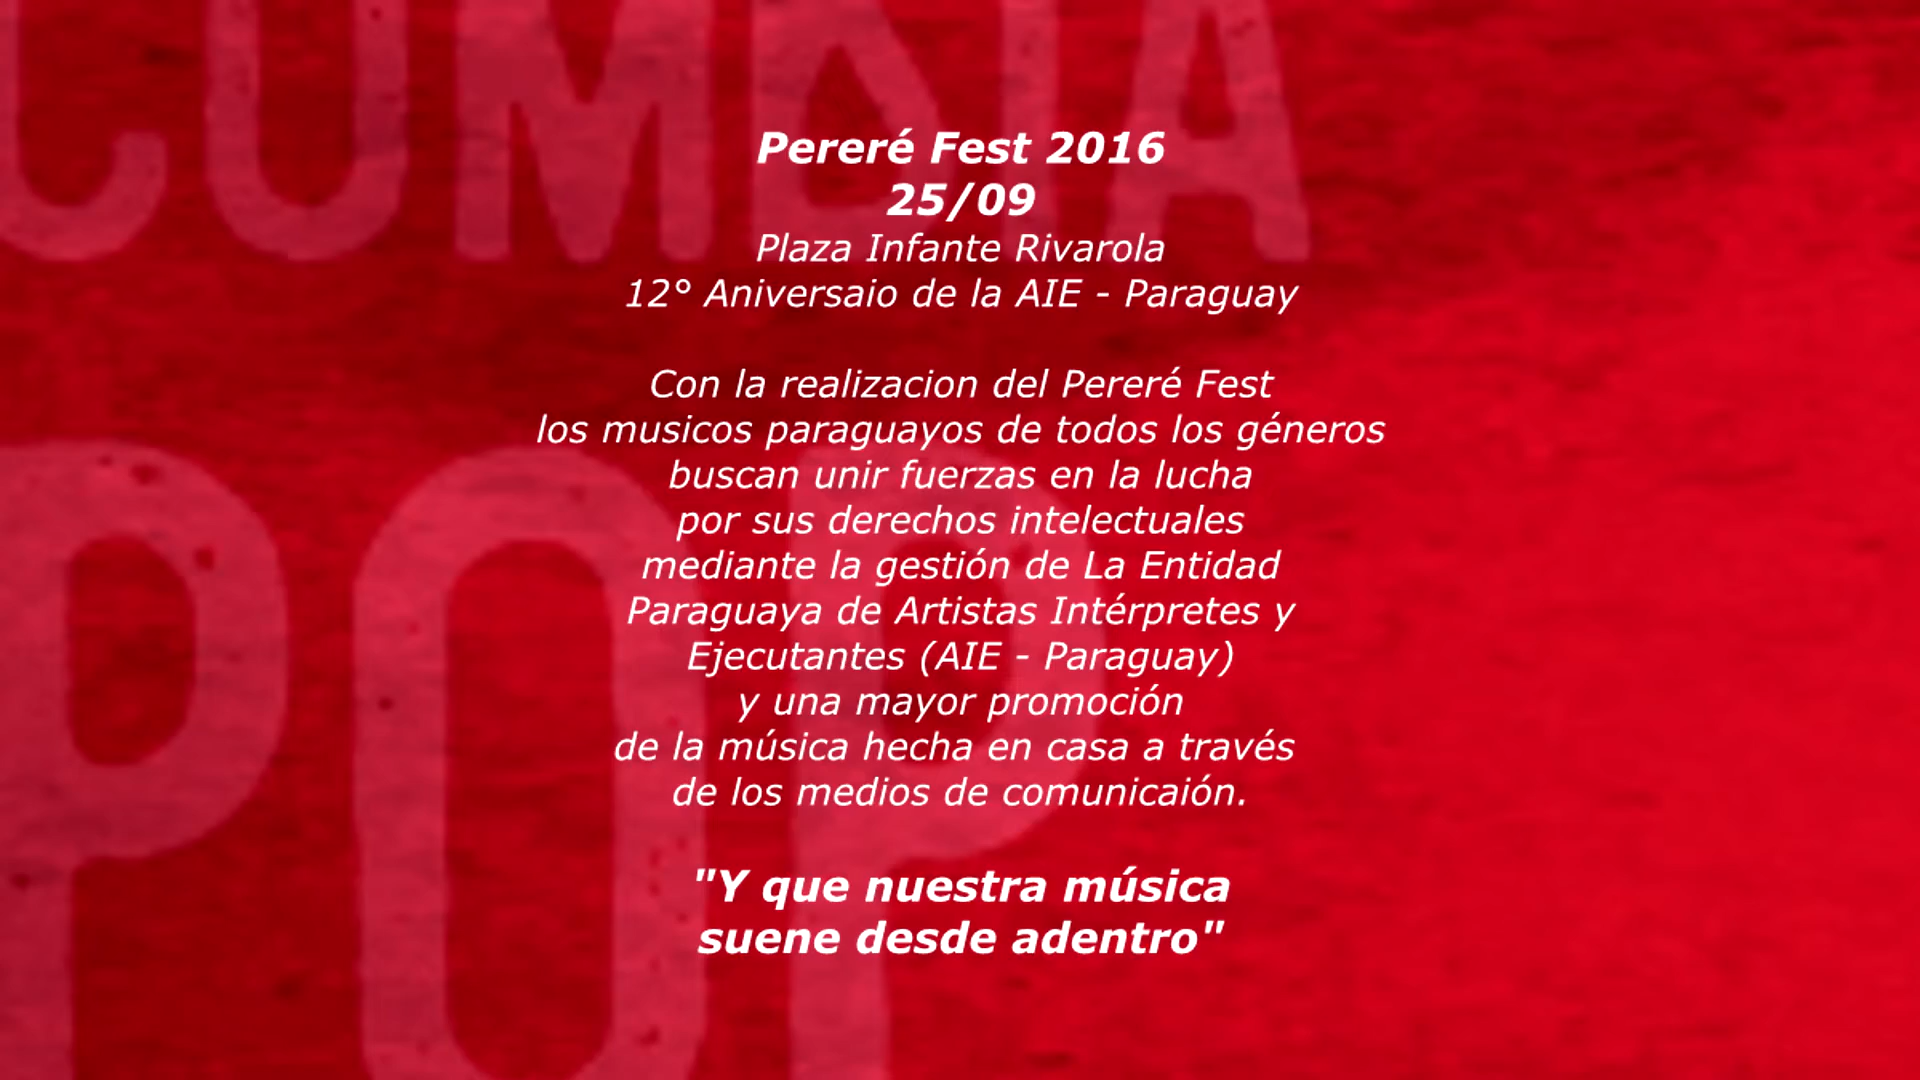 CUMBIA
Pereré Fest 2016
25/09
Plaza Infante Rivarola
12° Aniversaio de la AIE - Paraguay
Con la realizacion del Pereré Fest
los musicos paraguayos de todos los géneros
buscan unir fuerzas en la lucha
por sus derechos intelectuales
mediante la gestión de La Entidad
Paraguaya de Artistas Intérpretes y
Ejecutantes (AIE - Paraguay)
y una mayor promoción
de la música hecha en casa a través
de los medios de comunicaión.
"Y que nuestra música
suene desde adentro"
POP